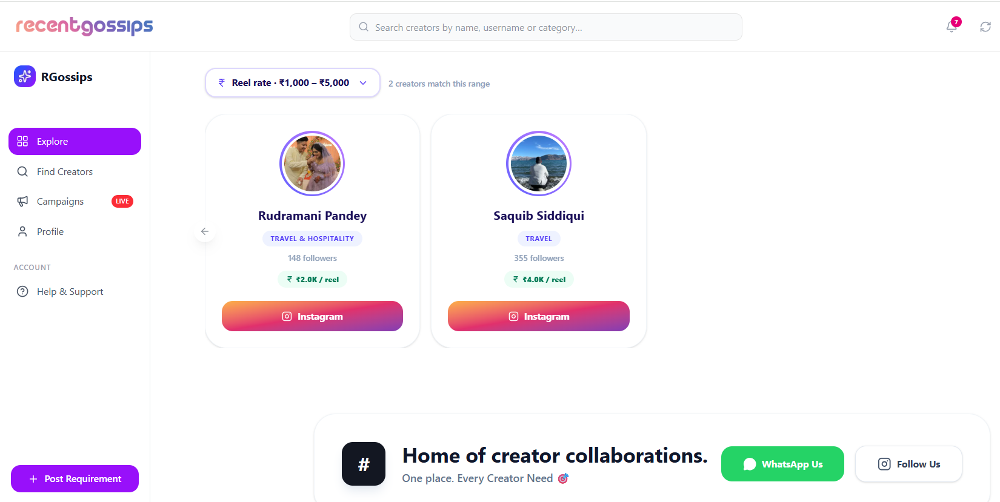 recentgossips
Search creators by name, username or category...
7
RGossips
Explore
Find Creators
Campaigns
LIVE
Profile
ACCOUNT
Help & Support
+ Post Requirement
₹ Reel rate · ₹1,000 – ₹5,000
2 creators match this range
Rudramani Pandey
TRAVEL & HOSPITALITY
148 followers
₹ ₹2.0K / reel
Instagram
Saquib Siddiqui
TRAVEL
355 followers
₹ ₹4.0K / reel
Instagram
#
Home of creator collaborations.
One place. Every Creator Need 🎯
WhatsApp Us
Follow Us